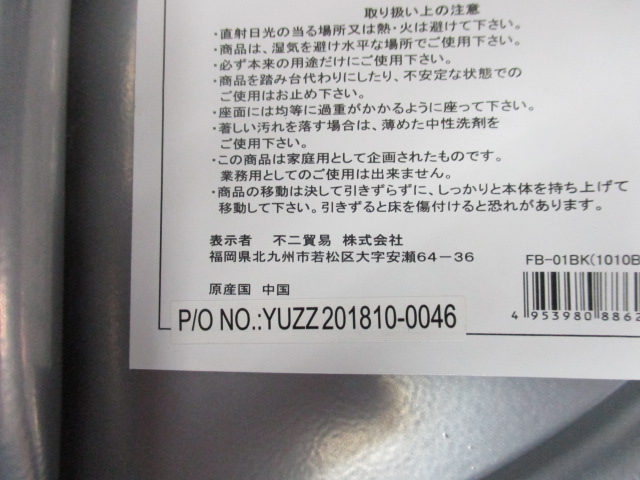 取り扱い上の注意
・直射日光の当る場所又は熱・火は避けて下さい。
・商品は、湿気を避け水平な場所でご使用下さい。
・必ず本来の用途だけにご使用下さい。
・商品を踏み台代わりにしたり、不安定な状態での
ご使用はお止め下さい。
・座面には均等に過重がかかるように座って下さい。
・著しい汚れを落す場合は、薄めた中性洗剤を
ご使用下さい。
・この商品は家庭用として企画されたものです。
業務用としてのご使用は出来ません。
・商品の移動は決して引きずらずに、しっかりと本体を持ち上げて
移動して下さい。引きずると床を傷付けると恐れがあります。
表示者 不二貿易 株式会社
福岡県北九州市若松区大字安瀬64-36
FB-01BK(1010B
原産国 中国
4 953980 8862
P/O NO.:YUZZ201810-0046